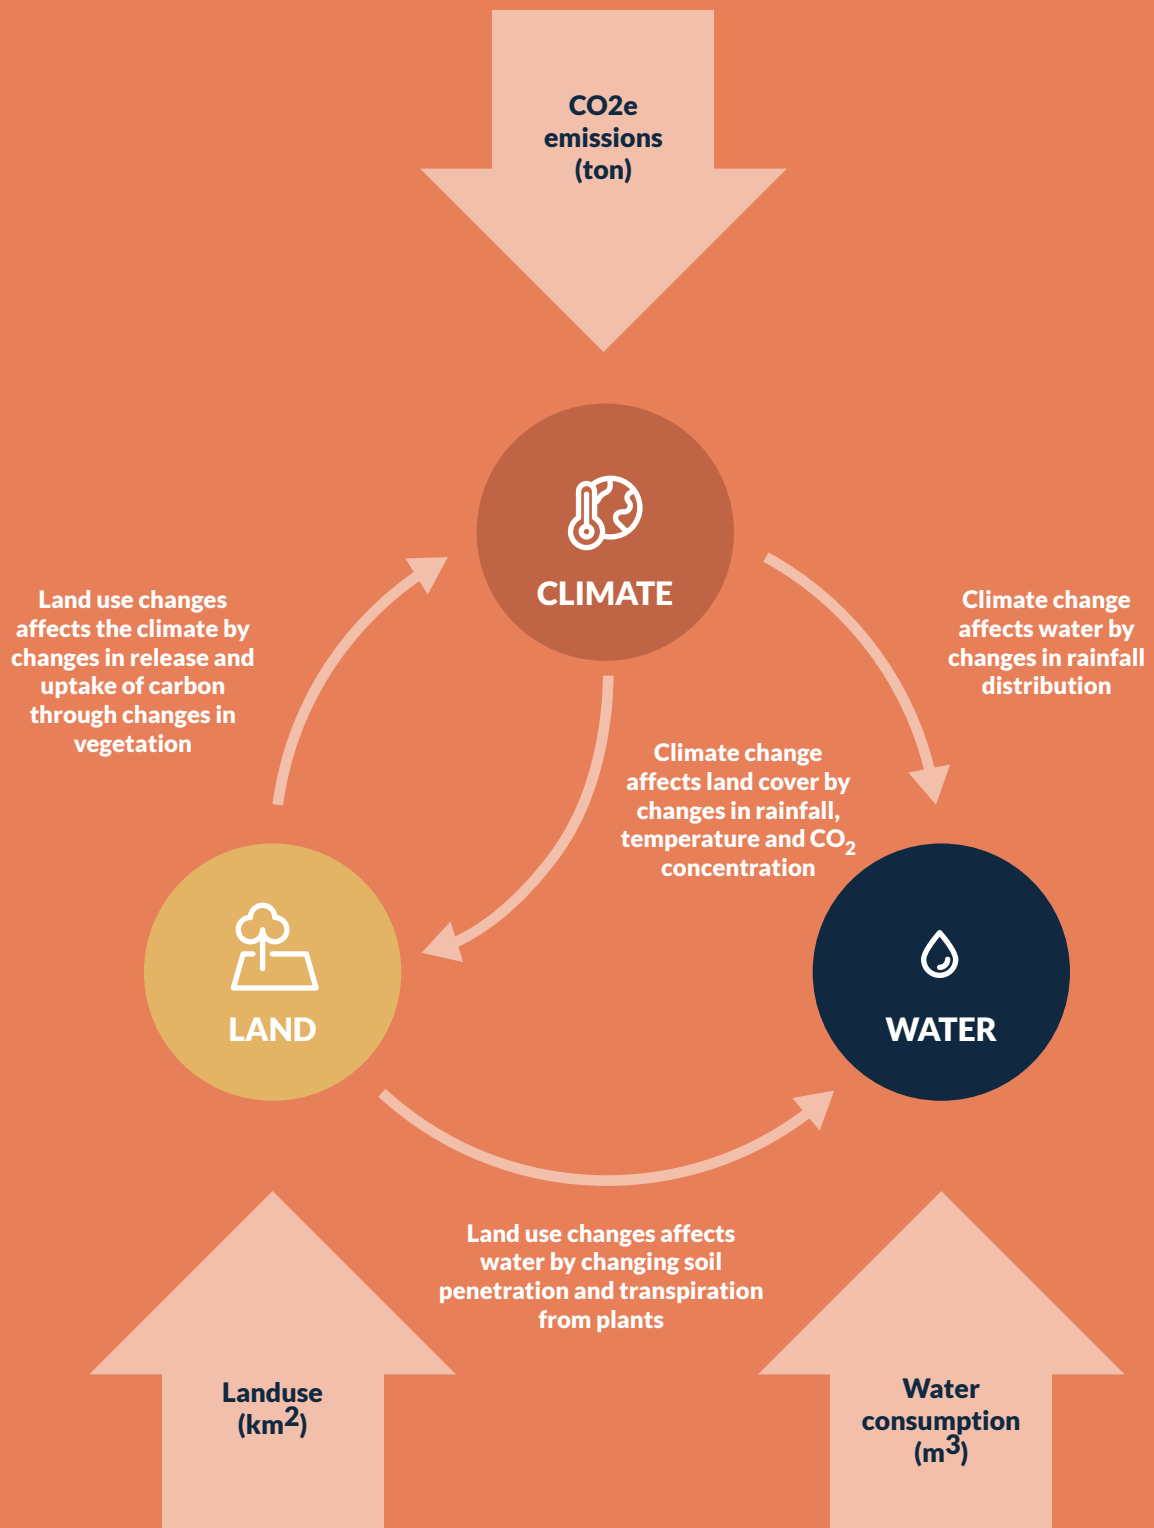 CO2e
emissions
(ton)
CLIMATE
Land use changes
affects the climate by
changes in release and
uptake of carbon
through changes in
vegetation
Climate change
affects water by
changes in rainfall
distribution
Climate change
affects land cover by
changes in rainfall,
temperature and CO₂
concentration
LAND
WATER
Land use changes affects
water by changing soil
penetration and transpiration
from plants
Landuse
(km²)
Water
consumption
(m³)